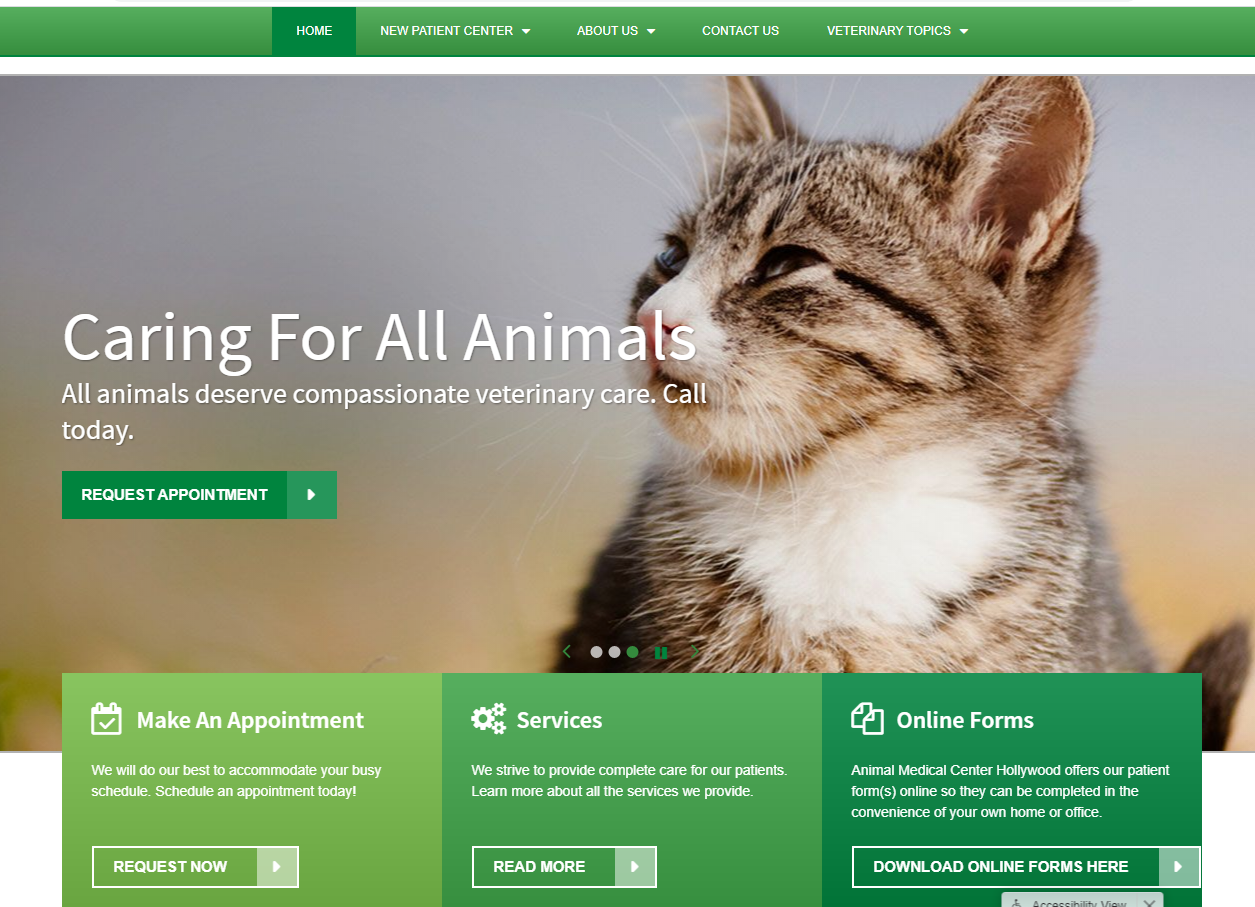 HOME
NEW PATIENT CENTER
ABOUT US
CONTACT US
VETERINARY TOPICS
Caring For All Animals
All animals deserve compassionate veterinary care. Call
today.
REQUEST APPOINTMENT
Make An Appointment
We will do our best to accommodate your busy
schedule. Schedule an appointment today!
REQUEST NOW
Services
We strive to provide complete care for our patients.
Learn more about all the services we provide.
READ MORE
Online Forms
Animal Medical Center Hollywood offers our patient
form(s) online so they can be completed in the
convenience of your own home or office.
DOWNLOAD ONLINE FORMS HERE
Accessibility View